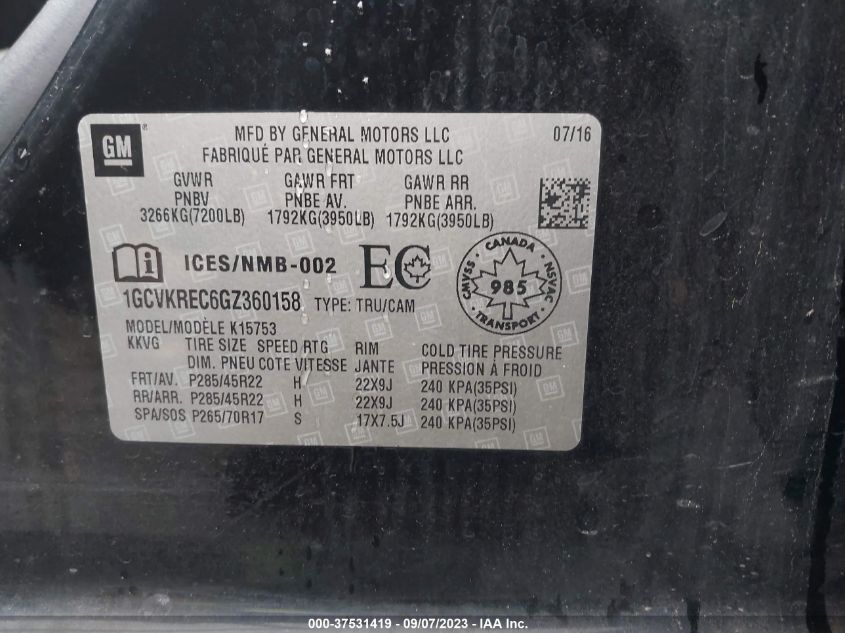 GM
MFD BY GENERAL MOTORS LLC 07/16
FABRIQUÉ PAR GENERAL MOTORS LLC
GVWR GAWR FRT GAWR RR
PNBV PNBE AV. PNBE ARR.
3266KG(7200LB) 1792KG(3950LB) 1792KG(3950LB)
i ICES/NMB-002 EC
CANADA
CMVSS 985 NSVAC
TRANSPORT
1GCVKREC6GZ360158 TYPE: TRU/CAM
MODEL/MODÈLE K15753
KKVG TIRE SIZE SPEED RTG RIM COLD TIRE PRESSURE
DIM. PNEU COTE VITESSE JANTE PRESSION À FROID
FRT/AV. P285/45R22 H 22X9J 240 KPA(35PSI)
RR/ARR. P285/45R22 H 22X9J 240 KPA(35PSI)
SPA/SOS P265/70R17 S 17X7.5J 240 KPA(35PSI)
000-37531419 - 09/07/2023 - IAA Inc.